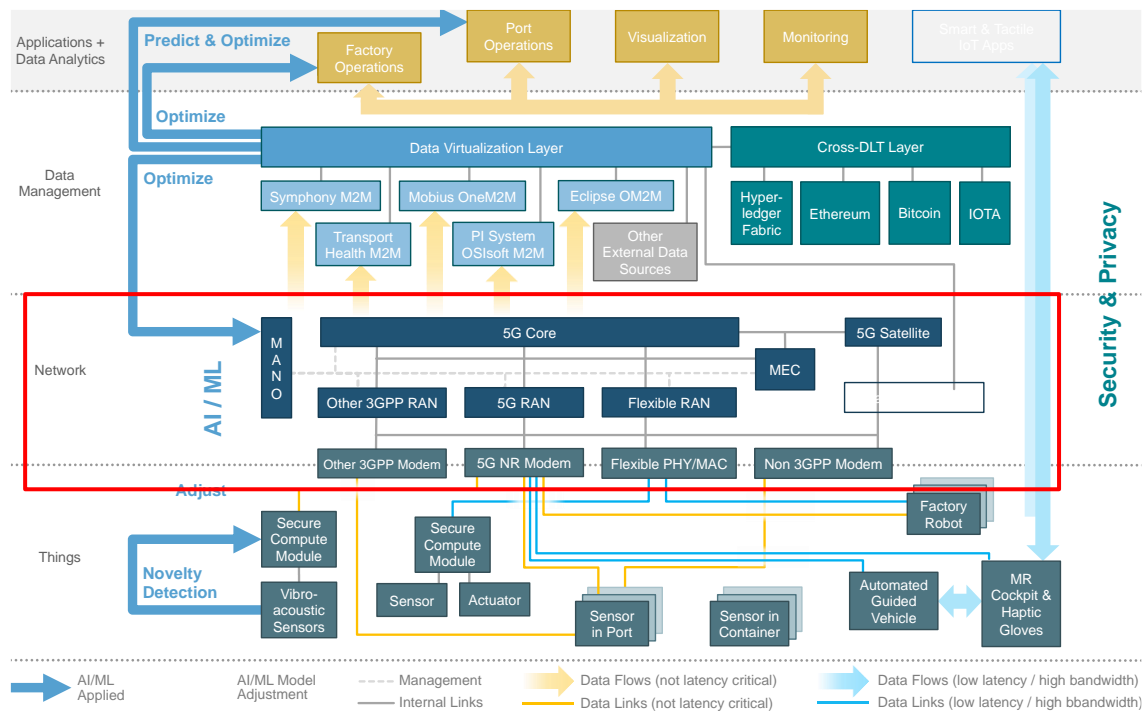 Applications +
Data Analytics
Predict & Optimize
Factory
Operations
Port
Operations
Visualization
Monitoring
Smart & Tactile
IoT Apps
Optimize
Optimize
Data
Management
Data Virtualization Layer
Cross-DLT Layer
Symphony M2M
Mobius OneM2M
Eclipse OM2M
Transport
Health M2M
PI System
OSIsoft M2M
Other
External Data
Sources
Hyper-
ledger
Fabric
Ethereum
Bitcoin
IOTA
Security & Privacy
Network
AI / ML
M
A
N
O
5G Core
5G Satellite
MEC
Other 3GPP RAN
5G RAN
Flexible RAN
Other 3GPP Modem
5G NR Modem
Flexible PHY/MAC
Non 3GPP Modem
Adjust
Things
Novelty
Detection
Secure
Compute
Module
Vibro-
acoustic
Sensors
Secure
Compute
Module
Sensor
Actuator
Sensor
in Port
Sensor in
Container
Factory
Robot
Automated
Guided
Vehicle
MR
Cockpit &
Haptic
Gloves
AI/ML
Applied
AI/ML Model
Adjustment
Management
Internal Links
Data Flows (not latency critical)
Data Links (not latency critical)
Data Flows (low latency / high bandwidth)
Data Links (low latency / high bbandwidth)